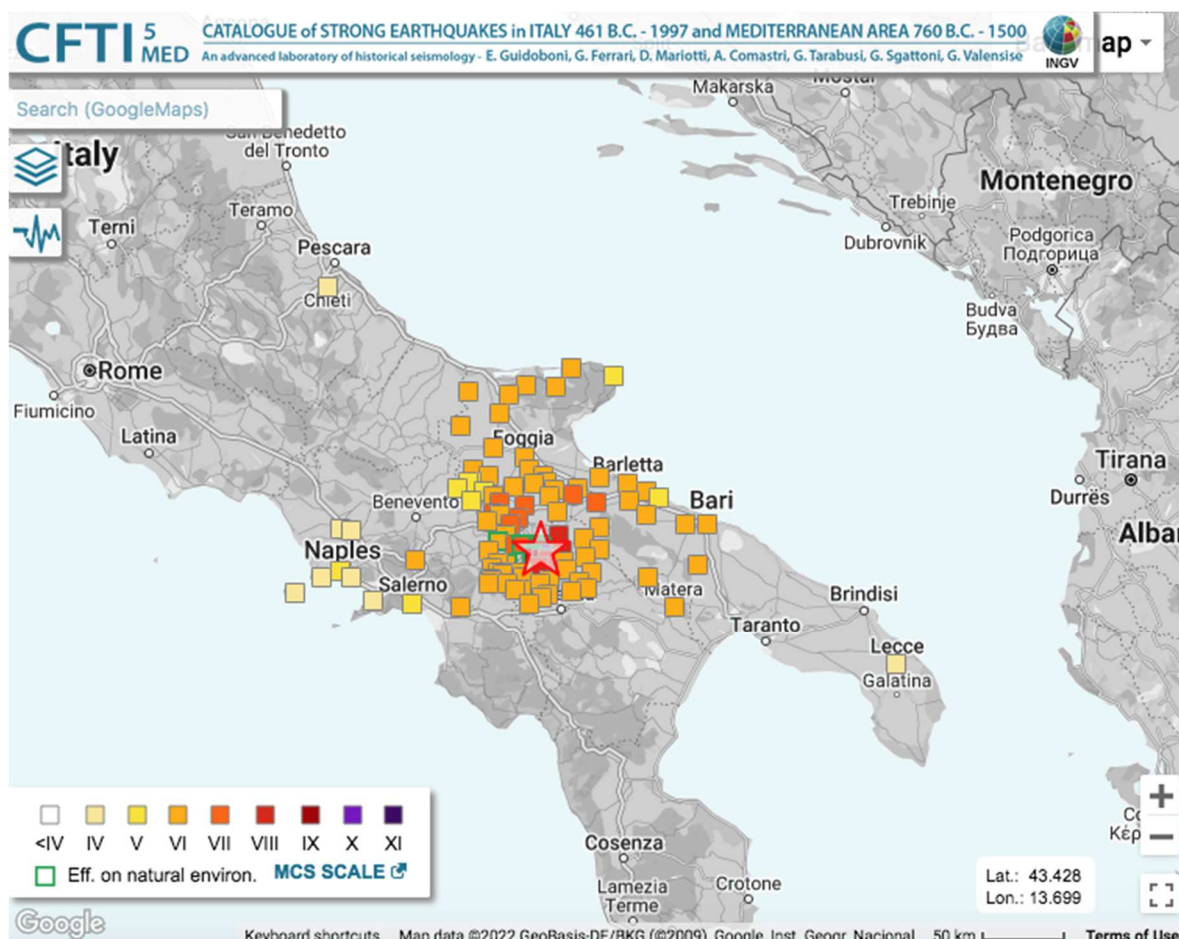 CFTI 5 MED
CATALOGUE of STRONG EARTHQUAKES in ITALY 461 B.C. - 1997 and MEDITERRANEAN AREA 760 B.C. - 1500
An advanced laboratory of historical seismology - E. Guidoboni, G. Ferrari, D. Mariotti, A. Comastri, G. Tarabusi, G. Sgattoni, G. Valensise
INGV
ap
Search (GoogleMaps)
Makarska
Mostar
San Benedetto
del Tronto
Italy
Montenegro
Teramo
Trebinje
Terni
Dubrovnik
Podgorica
Подгорица
Pescara
Chieti
Budva
Будва
Rome
Fiumicino
Latina
Foggia
Barletta
Tirana
Benevento
Bari
Durrës
Naples
Alba
Salerno
Matera
Brindisi
Taranto
Lecce
Galatina
<IV IV V VI VII VIII IX X XI
Eff. on natural environ. MCS SCALE
Cosenza
Κέρ
Lat.: 43.428
Lon.: 13.699
Lamezia
Terme
Crotone
Google
Keyboard shortcuts Map data ©2022 GeoBasis-DE/BKG (©2009), Google, Inst. Geogr. Nacional 50 km Terms of Use